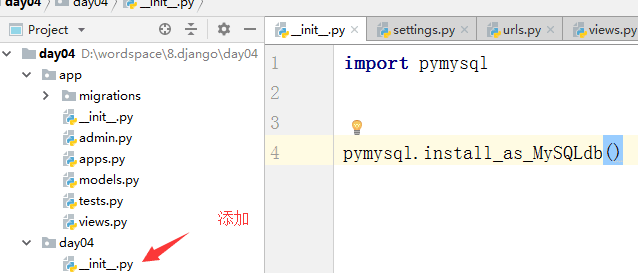 day04 day04 __init__.py
Project
day04 D:\wordspace\8.django\day04
app
migrations
__init__.py
admin.py
apps.py
models.py
tests.py
views.py
day04
__init__.py
添加
__init__.py settings.py urls.py views.py
1 import pymysql
2
3
4 pymysql.install_as_MySQLdb()